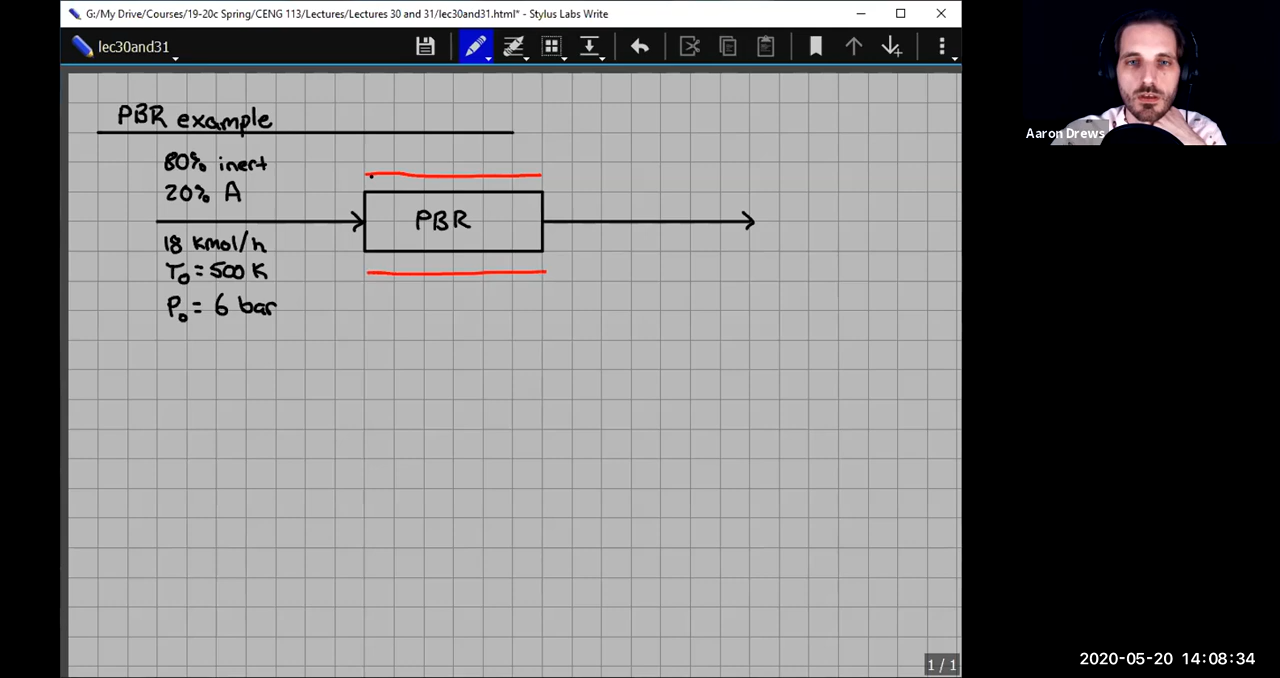 G:/My Drive/Courses/19-20c Spring/CENG 113/Lectures/Lectures 30 and 31/lec30and31.html* - Stylus Labs Write
lec30and31
PBR example
80% inert
20% A
PBR
18 kmol/h
T₀ = 500 K
P₀ = 6 bar
1 / 1
Aaron Drews
2020-05-20 14:08:34